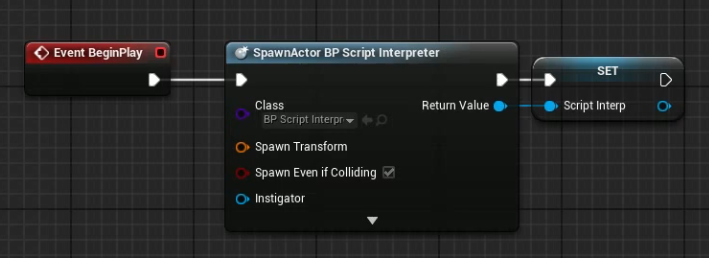 Event BeginPlay
SpawnActor BP Script Interpreter
SET
Class
BP Script Interpr
Return Value
Script Interp
Spawn Transform
Spawn Even if Colliding
Instigator